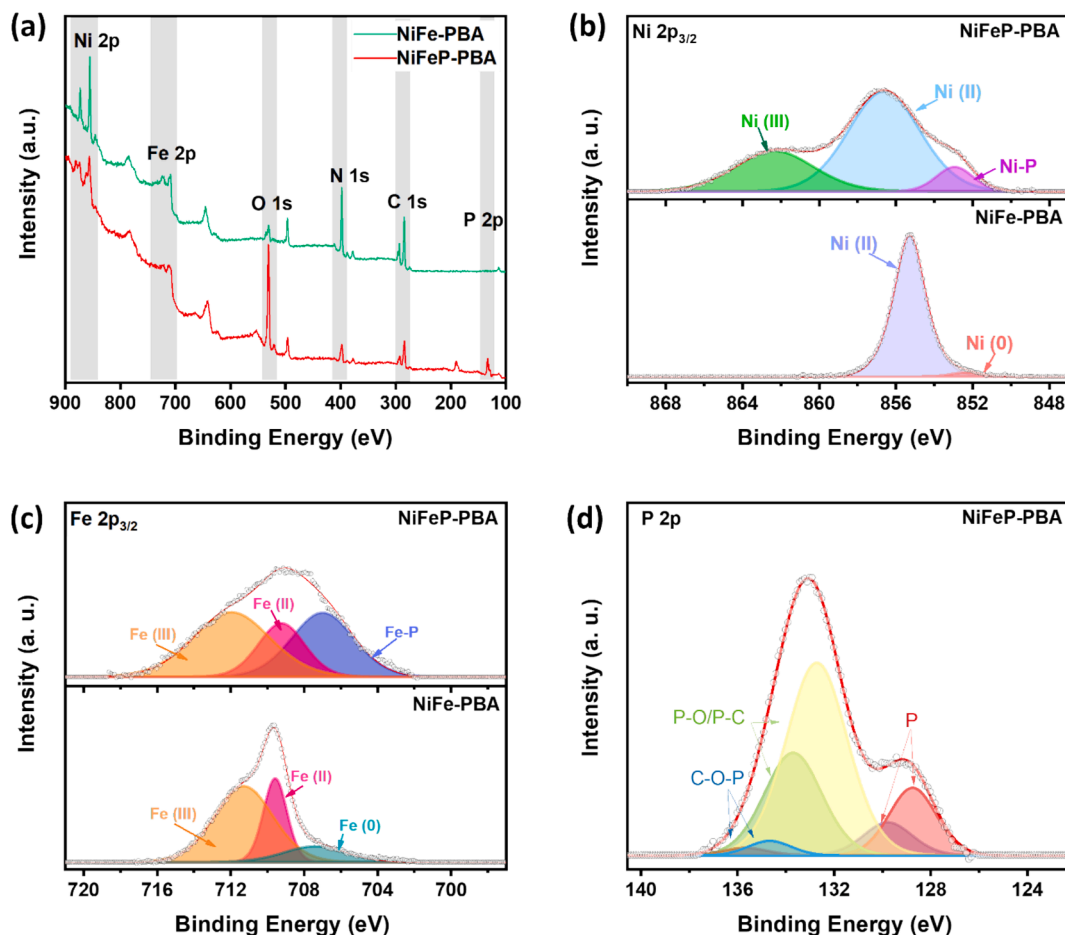 (a)
Ni 2p
NiFe-PBA
NiFeP-PBA
Fe 2p
O 1s
N 1s
C 1s
P 2p
Intensity (a.u.)
900 800 700 600 500 400 300 200 100
Binding Energy (eV)
(b)
Ni 2p3/2
NiFeP-PBA
Ni (II)
Ni (III)
Ni-P
NiFe-PBA
Ni (II)
Ni (0)
Intensity (a. u.)
868 864 860 856 852 848
Binding Energy (eV)
(c)
Fe 2p3/2
NiFeP-PBA
Fe (III)
Fe (II)
Fe-P
NiFe-PBA
Fe (III)
Fe (II)
Fe (0)
Intensity (a. u.)
720 716 712 708 704 700
Binding Energy (eV)
(d)
P 2p
NiFeP-PBA
P-O/P-C
P
C-O-P
Intensity (a. u.)
140 136 132 128 124
Binding Energy (eV)